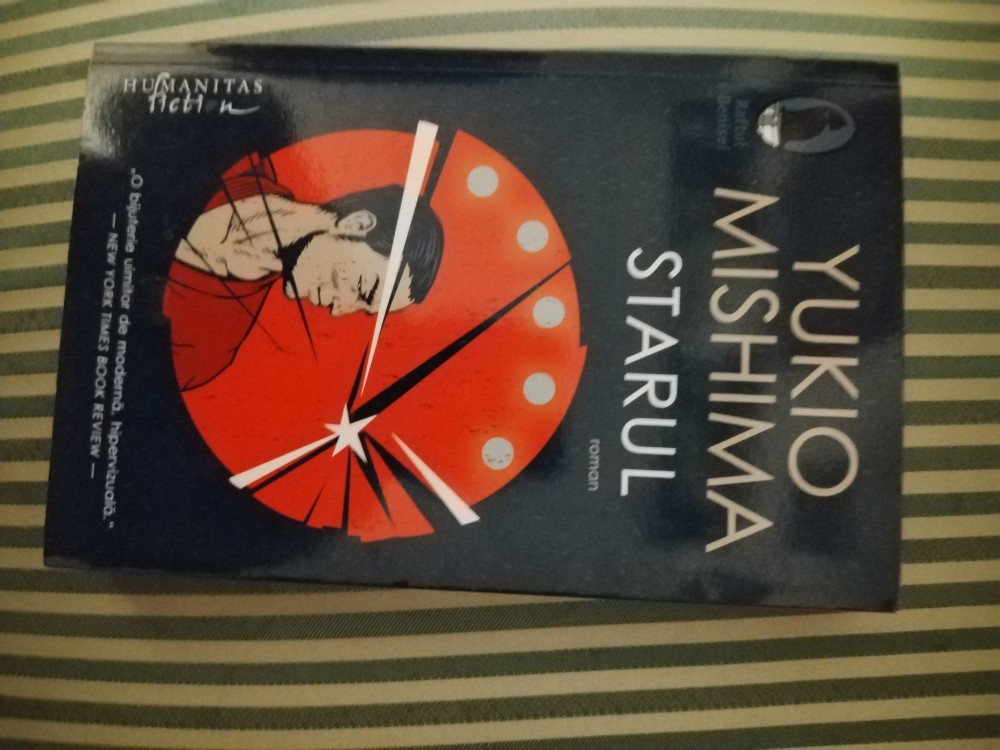 Raftul
Denisei
YUKIO
MISHIMA
STARUL
roman
„O bijuterie uimitor de modernă, hipervizuală.“
— NEW YORK TIMES BOOK REVIEW —
HUMANITAS
fiction